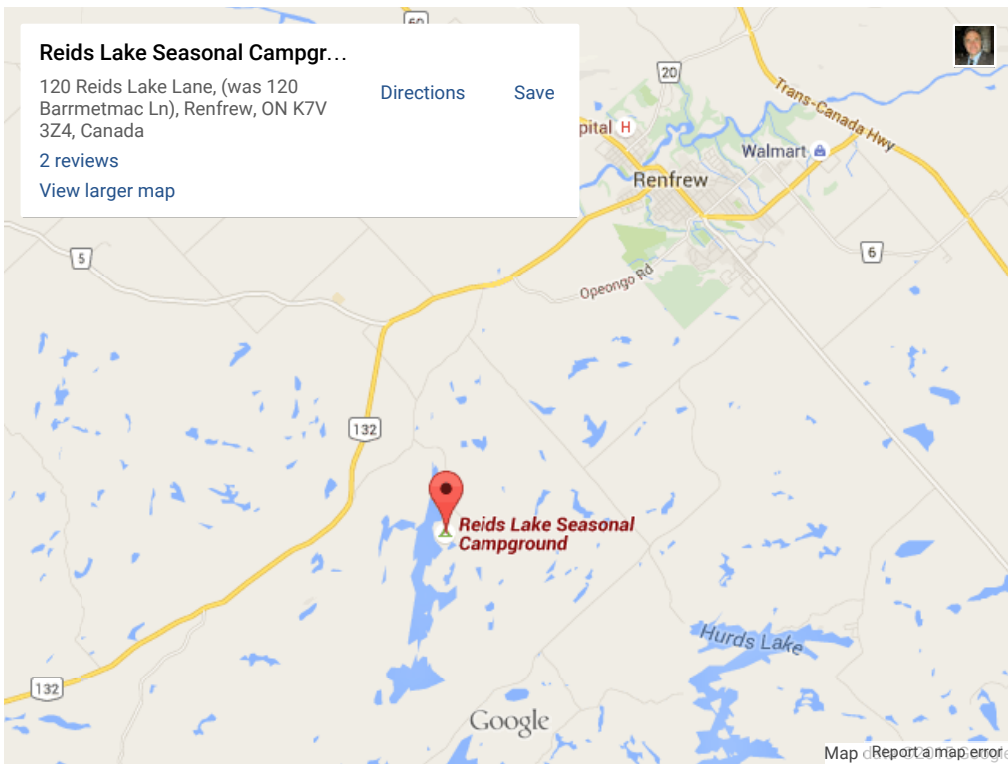 60
Reids Lake Seasonal Campgr...
120 Reids Lake Lane, (was 120
Barrmetmac Ln), Renfrew, ON K7V
3Z4, Canada
2 reviews
View larger map
Directions
Save
20
Trans-Canada Hwy
pital H
Walmart
Renfrew
5
6
Opeongo Rd
132
Reids Lake Seasonal
Campground
Hurds Lake
132
Google
Map
Report a map error